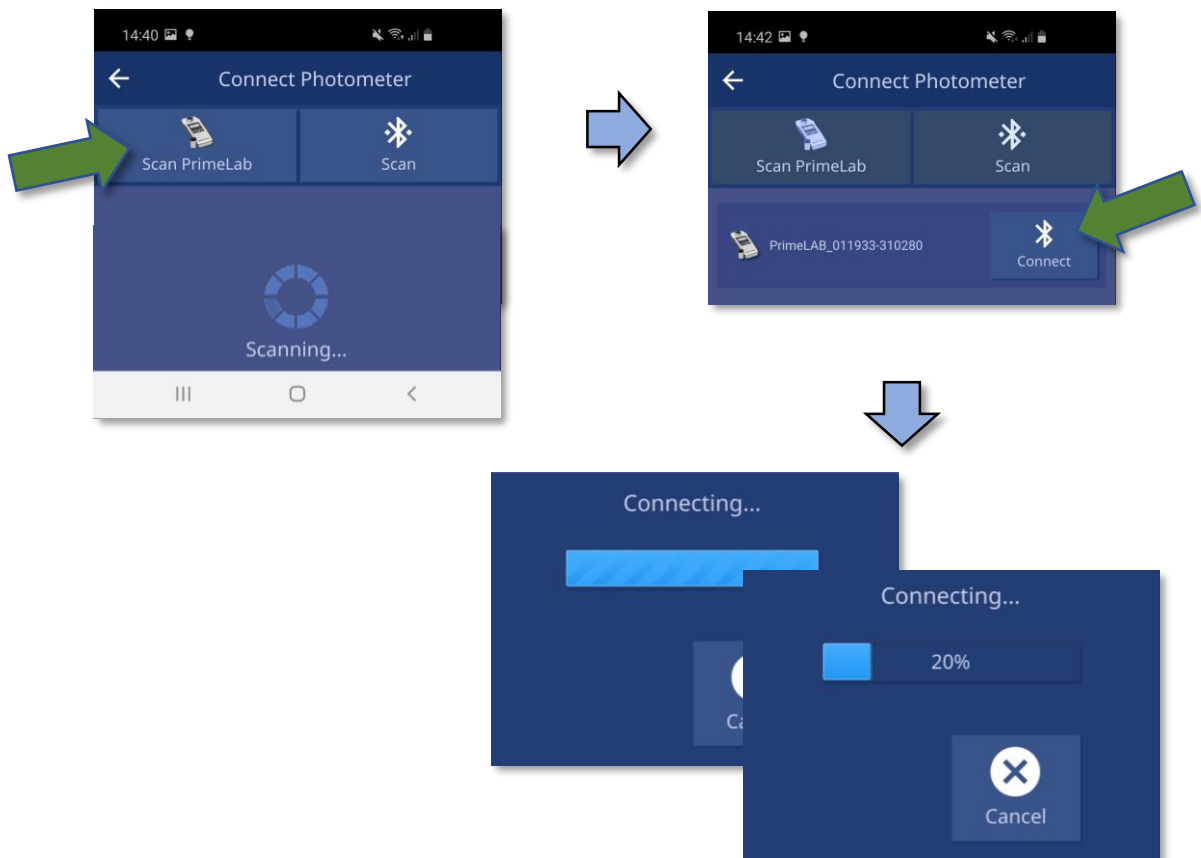 14:40
Connect Photometer
Scan PrimeLab
Scan
Scanning...
14:42
Connect Photometer
Scan PrimeLab
Scan
PrimeLAB_011933-310280
Connect
Connecting...
Connecting...
20%
Cancel